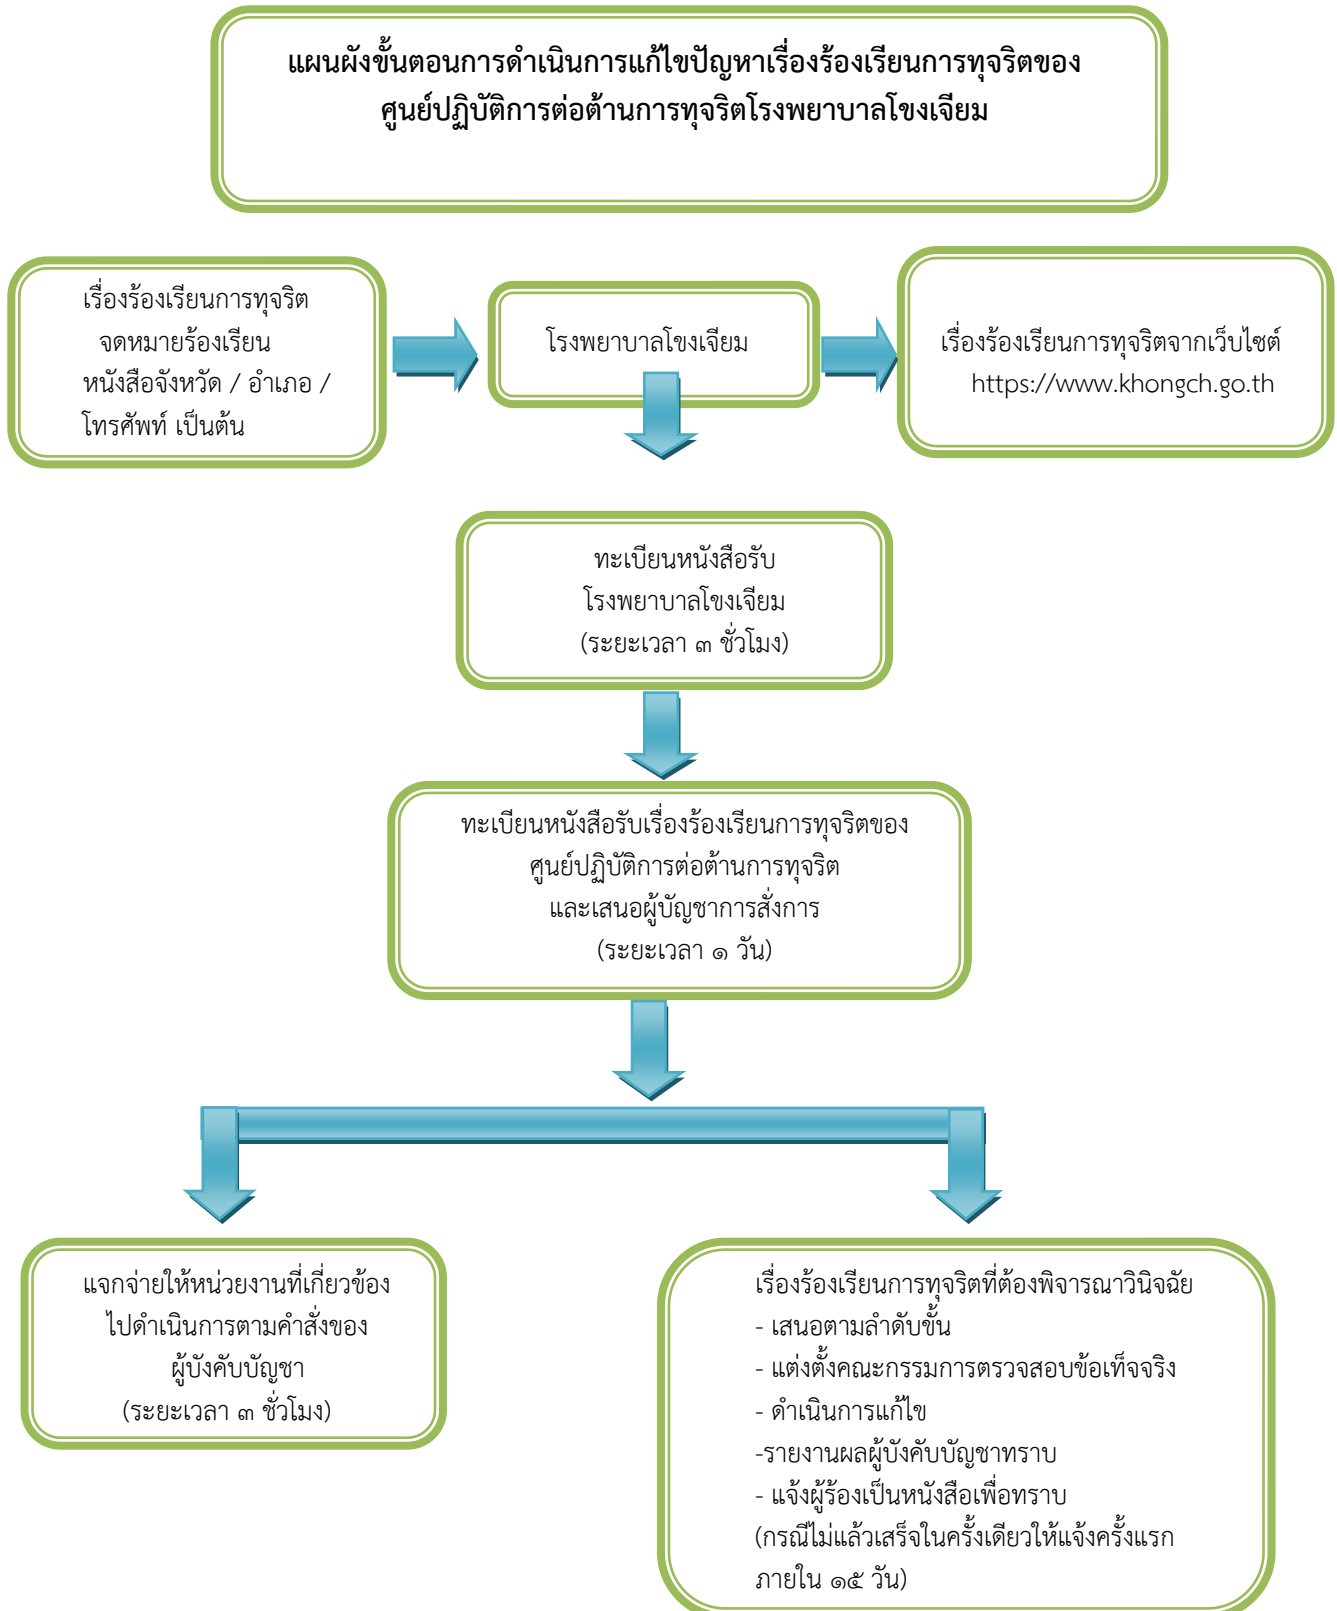 แผนผังขั้นตอนการดำเนินการแก้ไขปัญหาเรื่องร้องเรียนการทุจริตของ
ศูนย์ปฏิบัติการต่อต้านการทุจริตโรงพยาบาลโขงเจียม
เรื่องร้องเรียนการทุจริต
จดหมายร้องเรียน
หนังสือจังหวัด / อำเภอ /
โทรศัพท์ เป็นต้น
โรงพยาบาลโขงเจียม
เรื่องร้องเรียนการทุจริตจากเว็บไซต์
https://www.khongch.go.th
ทะเบียนหนังสือรับ
โรงพยาบาลโขงเจียม
(ระยะเวลา ๓ ชั่วโมง)
ทะเบียนหนังสือรับเรื่องร้องเรียนการทุจริตของ
ศูนย์ปฏิบัติการต่อต้านการทุจริต
และเสนอผู้บัญชาการสั่งการ
(ระยะเวลา ๑ วัน)
แจกจ่ายให้หน่วยงานที่เกี่ยวข้อง
ไปดำเนินการตามคำสั่งของ
ผู้บังคับบัญชา
(ระยะเวลา ๓ ชั่วโมง)
เรื่องร้องเรียนการทุจริตที่ต้องพิจารณาวินิจฉัย
- เสนอตามลำดับขั้น
- แต่งตั้งคณะกรรมการตรวจสอบข้อเท็จจริง
- ดำเนินการแก้ไข
-รายงานผลผู้บังคับบัญชาทราบ
- แจ้งผู้ร้องเป็นหนังสือเพื่อทราบ
(กรณีไม่แล้วเสร็จในครั้งเดียวให้แจ้งครั้งแรก
ภายใน ๑๕ วัน)